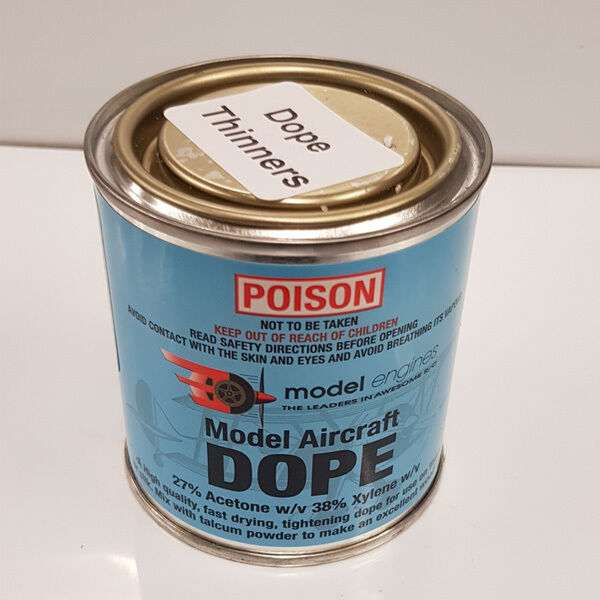 Dope
Thinners
POISON
NOT TO BE TAKEN
KEEP OUT OF REACH OF CHILDREN
READ SAFETY DIRECTIONS BEFORE OPENING
AVOID CONTACT WITH THE SKIN AND EYES AND AVOID BREATHING ITS VAPOUR
model engines
THE LEADERS IN AWESOME R/C
Model Aircraft
DOPE
27% Acetone w/v 38% Xylene w/v
High quality, fast drying, tightening dope for use on
Mix with talcum powder to make an excellent